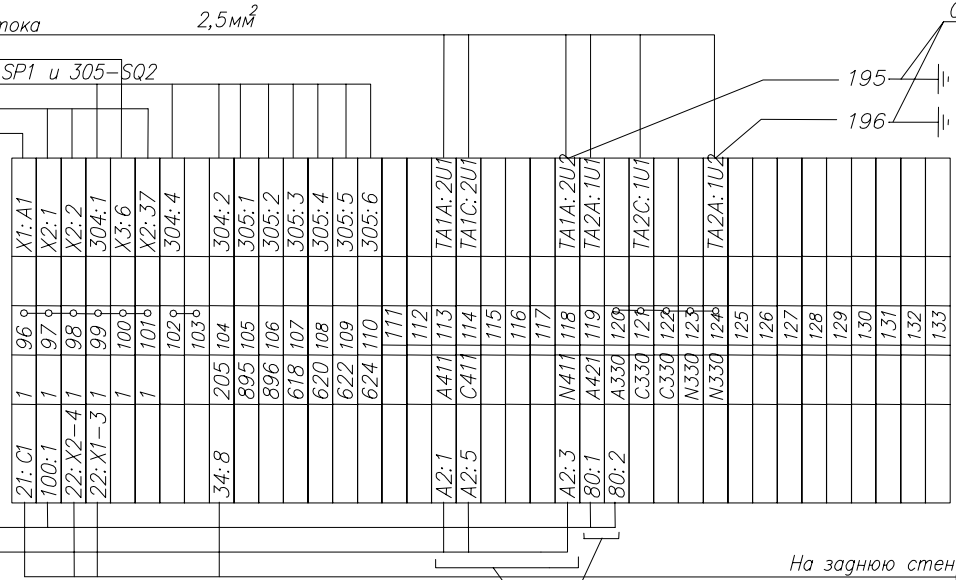 тока 2,5мм²
SP1 и 305-SQ2
195
196
X1:A1 X2:1 X2:2 304:1 X3:6 X2:37 304:4 304:2 305:1 305:2 305:3 305:4 305:5 305:6 TA1A:2U1 TA1C:2U1 TA1A:2U2 TA2A:1U1 TA2C:1U1 TA2A:1U2
96 97 98 99 100 101 102 103 104 105 106 107 108 109 110 111 112 113 114 115 116 117 118 119 120 121 122 123 124 125 126 127 128 129 130 131 132 133
1 1 1 1 1 1 205 895 896 618 620 622 624 A411 C411 N411 A421 A330 C330 C330 N330 N330
21:C1 100:1 22:X2-4 22:X1-3 34:8 A2:1 A2:5 A2:3 80:1 80:2
На заднюю стен